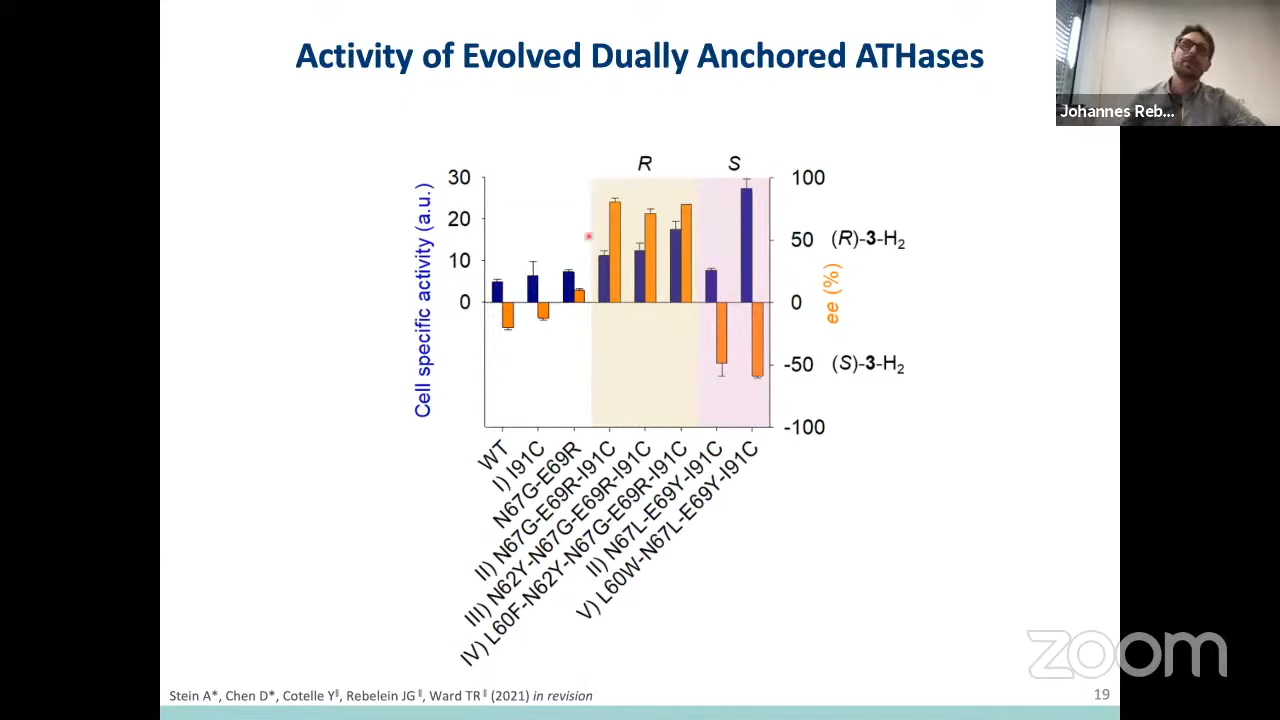 Activity of Evolved Dually Anchored ATHases
Johannes Reb...
R
S
30
20
10
0
Cell specific activity (a.u.)
100
50
0
-50
-100
ee (%)
(R)-3-H₂
(S)-3-H₂
WT
I) I91C
N67G-E69R
II) N67G-E69R-I91C
III) N62Y-N67G-E69R-I91C
IV) L60F-N62Y-N67G-E69R-I91C
II) N67L-E69Y-I91C
V) L60W-N67L-E69Y-I91C
zoom
Stein A*, Chen D*, Cotelle Y‖, Rebelein JG ‖, Ward TR ‖ (2021) in revision
19